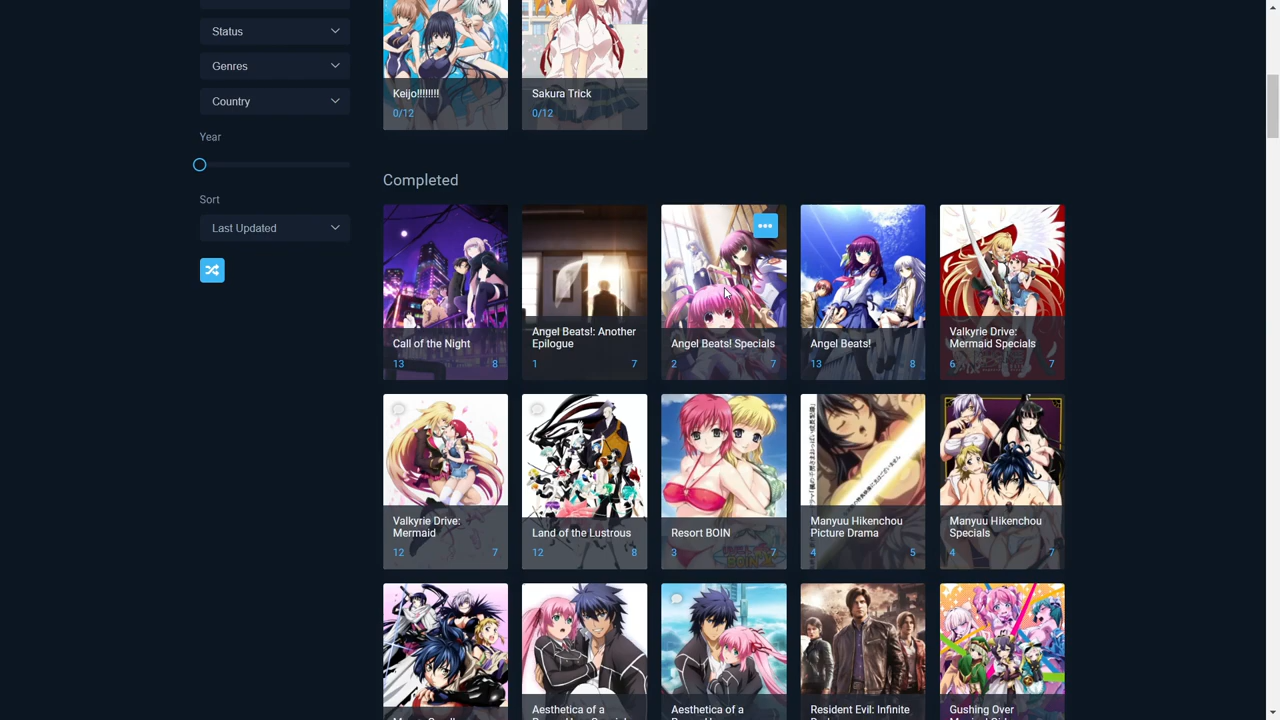 Status
Genres
Country
Year
Sort
Last Updated
Keijo!!!!!!!!
0/12
Sakura Trick
0/12
Completed
Call of the Night
13
8
Angel Beats!: Another
Epilogue
1
7
Angel Beats! Specials
2
7
Angel Beats!
13
8
Valkyrie Drive:
Mermaid Specials
6
7
Valkyrie Drive:
Mermaid
12
7
Land of the Lustrous
12
8
Resort BOIN
3
7
Manyuu Hikenchou
Picture Drama
4
5
Manyuu Hikenchou
Specials
4
7
Aesthetica of a
Aesthetica of a
Resident Evil: Infinite
Gushing Over